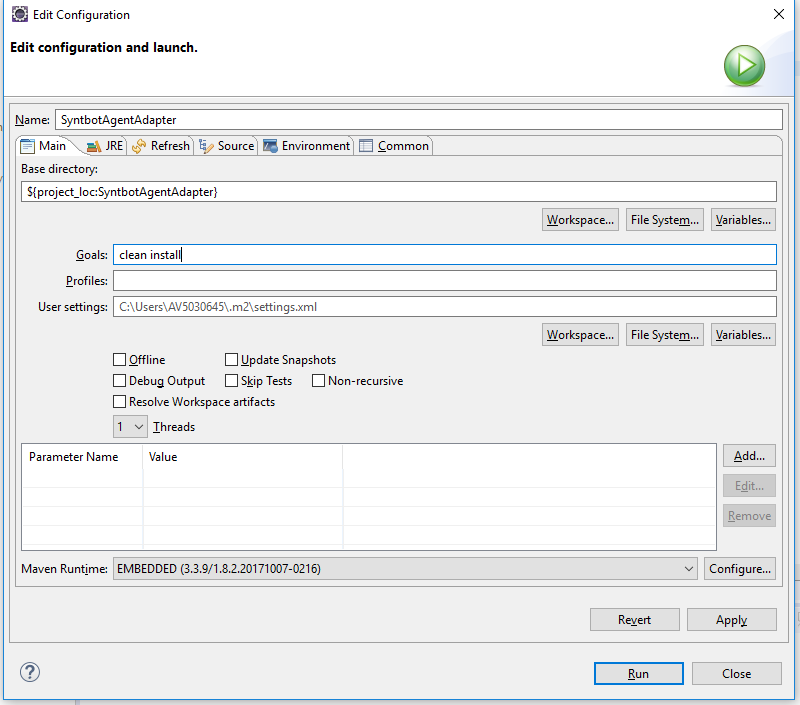 Edit Configuration
Edit configuration and launch.
Name: SyntbotAgentAdapter
Main JRE Refresh Source Environment Common
Base directory:
${project_loc:SyntbotAgentAdapter}
Workspace... File System... Variables...
Goals: clean install
Profiles:
User settings: C:\Users\AV5030645\.m2\settings.xml
Workspace... File System... Variables...
Offline Update Snapshots
Debug Output Skip Tests Non-recursive
Resolve Workspace artifacts
1 Threads
Parameter Name Value
Add...
Edit...
Remove
Maven Runtime: EMBEDDED (3.3.9/1.8.2.20171007-0216) Configure...
Revert Apply
? Run Close